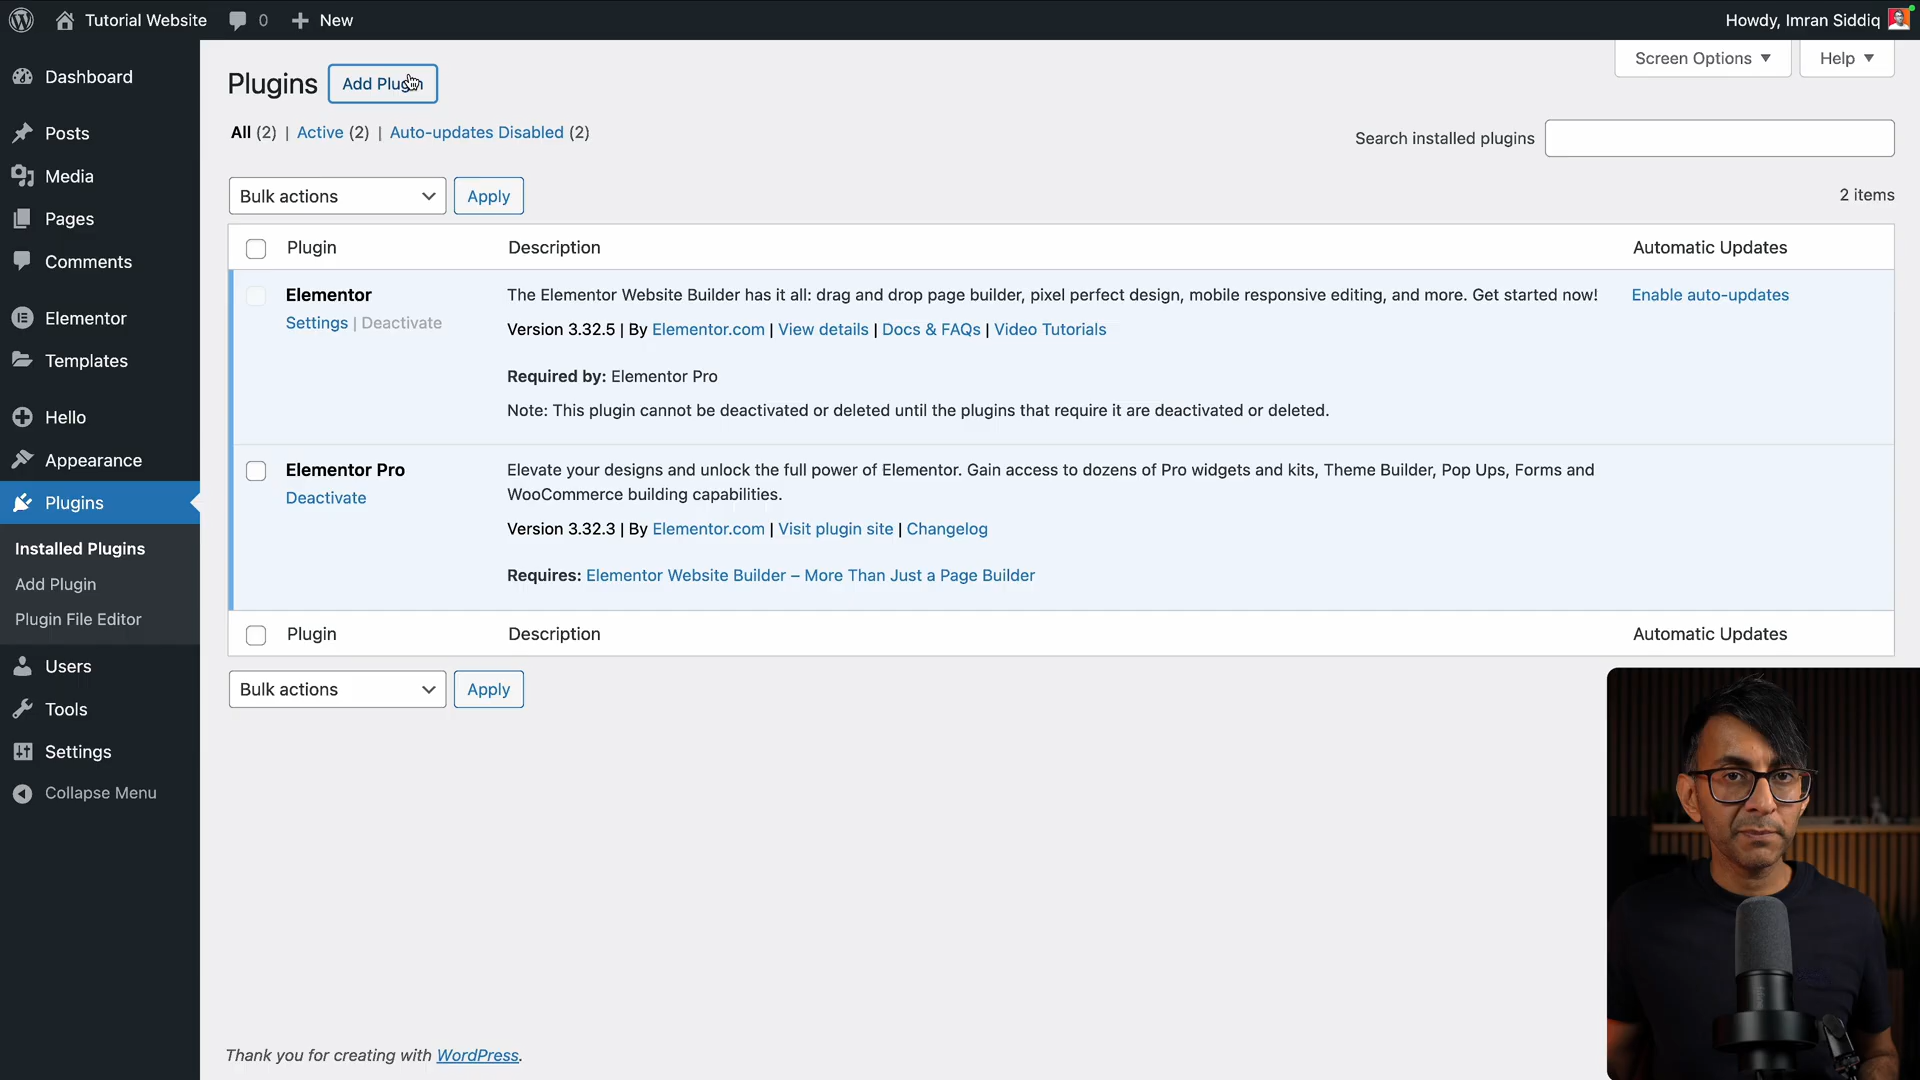 Tutorial Website 0 New Howdy, Imran Siddiq
Dashboard
Posts
Media
Pages
Comments
Elementor
Templates
Hello
Appearance
Plugins
Installed Plugins
Add Plugin
Plugin File Editor
Users
Tools
Settings
Collapse Menu
Screen Options Help
Plugins Add Plugin
All (2) | Active (2) | Auto-updates Disabled (2)
Search installed plugins
Bulk actions Apply 2 items
Plugin Description Automatic Updates
Elementor The Elementor Website Builder has it all: drag and drop page builder, pixel perfect design, mobile responsive editing, and more. Get started now! Enable auto-updates
Settings | Deactivate Version 3.32.5 | By Elementor.com | View details | Docs & FAQs | Video Tutorials
Required by: Elementor Pro
Note: This plugin cannot be deactivated or deleted until the plugins that require it are deactivated or deleted.
Elementor Pro Elevate your designs and unlock the full power of Elementor. Gain access to dozens of Pro widgets and kits, Theme Builder, Pop Ups, Forms and
Deactivate WooCommerce building capabilities.
Version 3.32.3 | By Elementor.com | Visit plugin site | Changelog
Requires: Elementor Website Builder – More Than Just a Page Builder
Plugin Description Automatic Updates
Bulk actions Apply
Thank you for creating with WordPress.